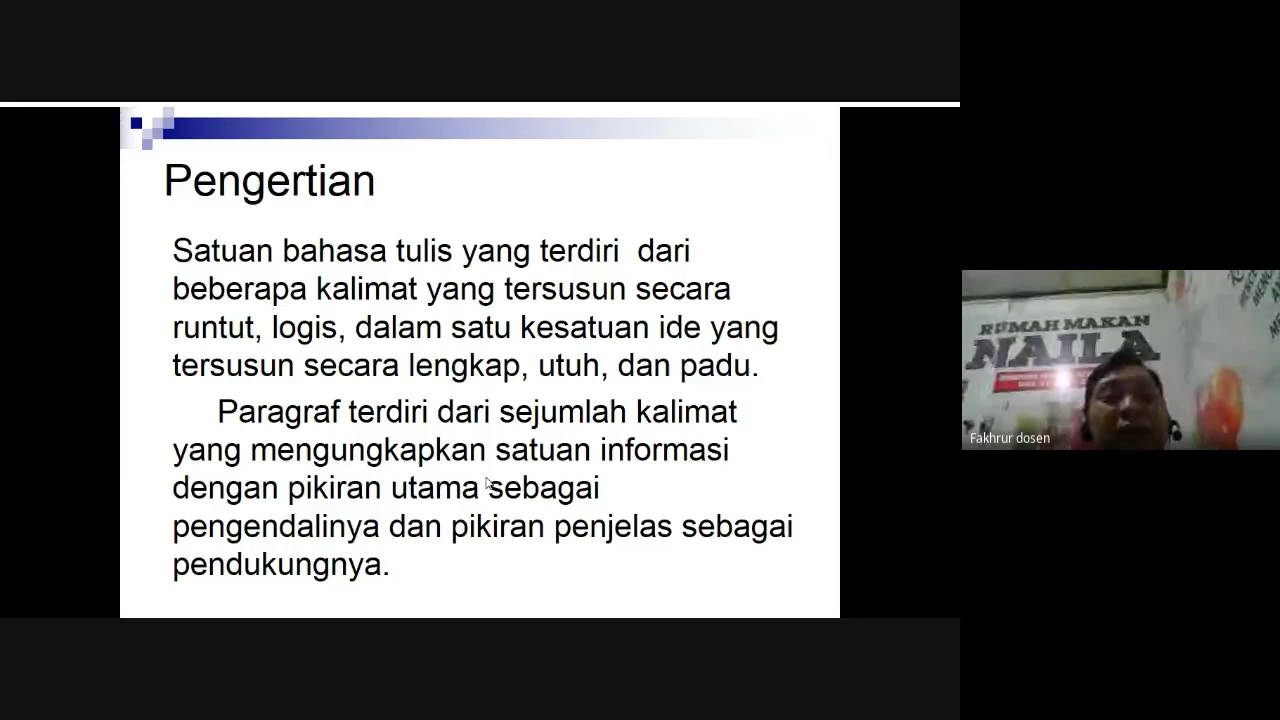 Pengertian
Satuan bahasa tulis yang terdiri  dari
beberapa kalimat yang tersusun secara
runtut, logis, dalam satu kesatuan ide yang
tersusun secara lengkap, utuh, dan padu.
Paragraf terdiri dari sejumlah kalimat
yang mengungkapkan satuan informasi
dengan pikiran utama sebagai
pengendalinya dan pikiran penjelas sebagai
pendukungnya.
RUMAH MAKAN
NAILA
Fakhrur dosen